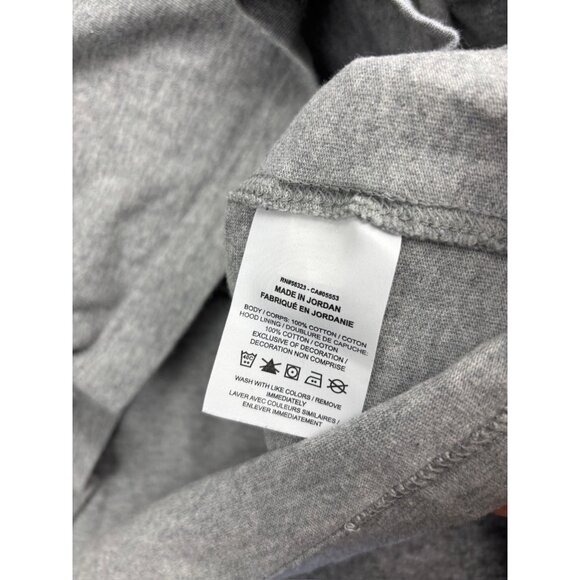 RN#56323 - CA#05553
MADE IN JORDAN
FABRIQUÉ EN JORDANIE
BODY / CORPS: 100% COTTON / COTON
HOOD LINING / DOUBLURE DE CAPUCHE:
100% COTTON / COTON
EXCLUSIVE OF DECORATION /
DECORATION NON COMPRISE
WASH WITH LIKE COLORS / REMOVE
IMMEDIATELY
LAVER AVEC COULEURS SIMILAIRES /
ENLEVER IMMEDIATEMENT